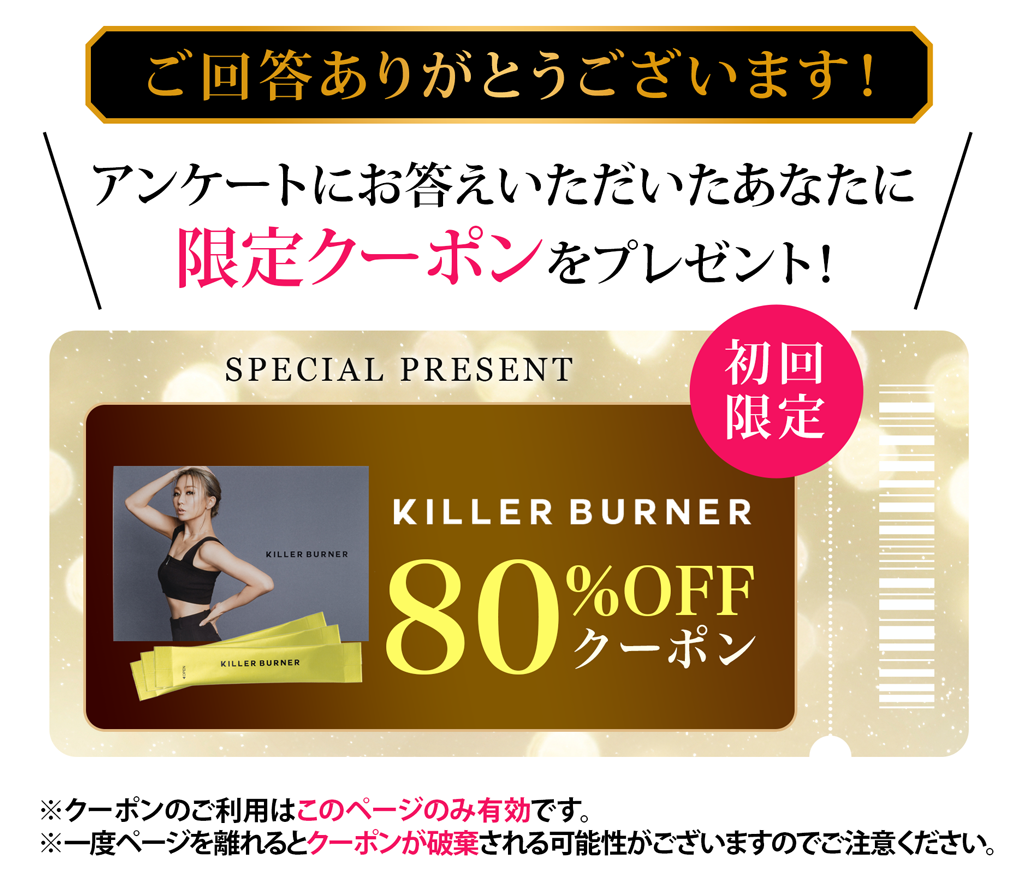 ご回答ありがとうございます！
アンケートにお答えいただいたあなたに
限定クーポンをプレゼント！
SPECIAL PRESENT
初回
限定
KILLER BURNER
KILLER BURNER
80%OFF
クーポン
KILLER BURNER
※クーポンのご利用はこのページのみ有効です。
※一度ページを離れるとクーポンが破棄される可能性がございますのでご注意ください。